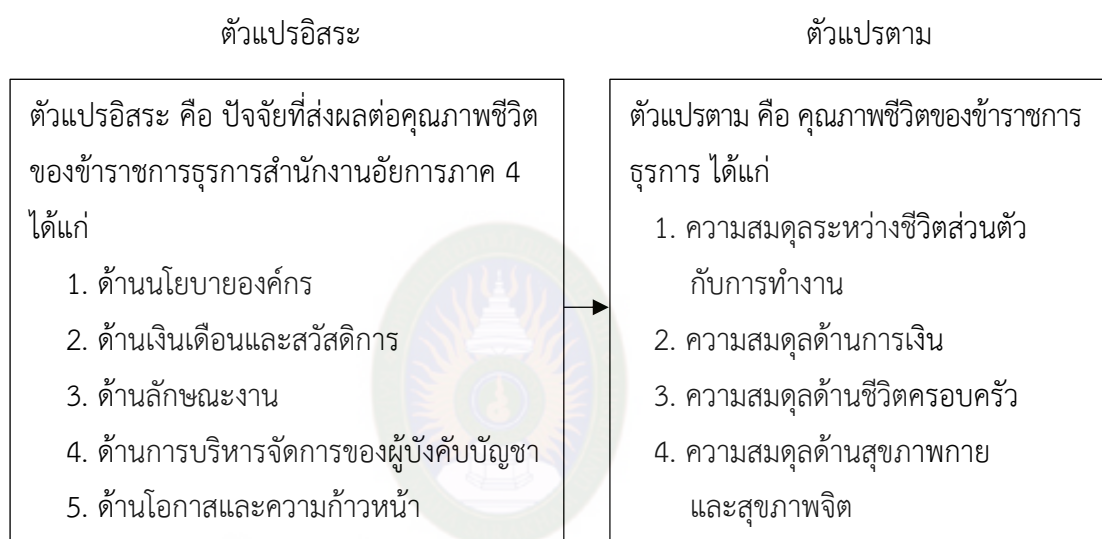 ตัวแปรอิสระ
ตัวแปรอิสระ คือ ปัจจัยที่ส่งผลต่อคุณภาพชีวิต
ของข้าราชการธุรการสำนักงานอัยการภาค 4
ได้แก่
1. ด้านนโยบายองค์กร
2. ด้านเงินเดือนและสวัสดิการ
3. ด้านลักษณะงาน
4. ด้านการบริหารจัดการของผู้บังคับบัญชา
5. ด้านโอกาสและความก้าวหน้า
ตัวแปรตาม
ตัวแปรตาม คือ คุณภาพชีวิตของข้าราชการ
ธุรการ ได้แก่
1. ความสมดุลระหว่างชีวิตส่วนตัว
กับการทำงาน
2. ความสมดุลด้านการเงิน
3. ความสมดุลด้านชีวิตครอบครัว
4. ความสมดุลด้านสุขภาพกาย
และสุขภาพจิต